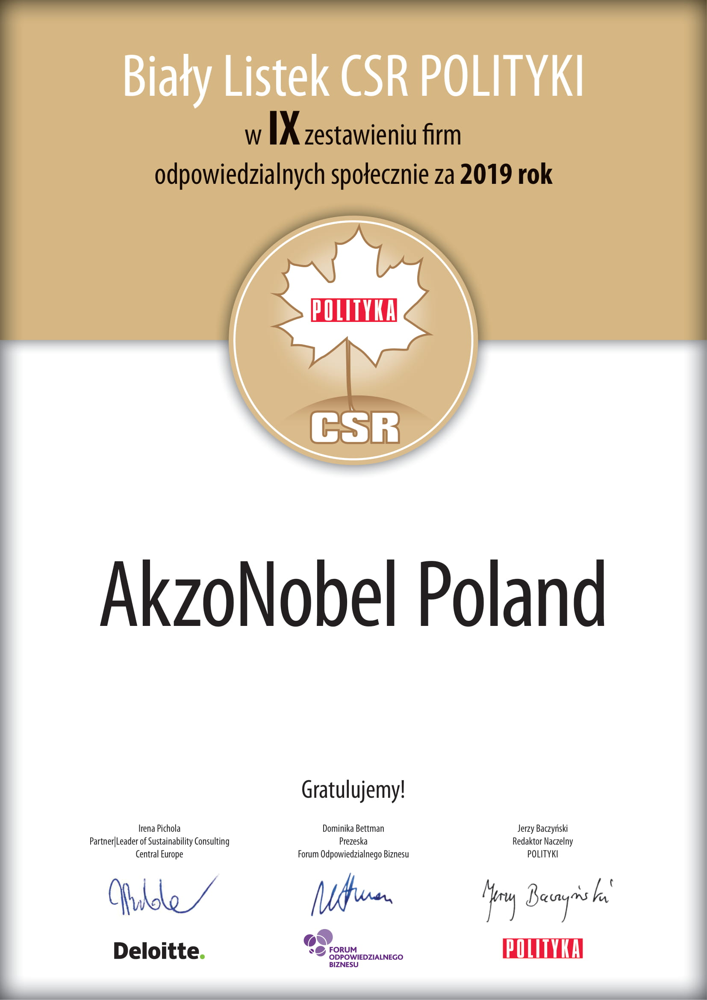 Biały Listek CSR POLITYKI
w IX zestawieniu firm
odpowiedzialnych społecznie za 2019 rok
POLITYKA
CSR
AkzoNobel Poland
Gratulujemy!
Irena Pichola
Partner|Leader of Sustainability Consulting
Central Europe
Dominika Bettman
Prezeska
Forum Odpowiedzialnego Biznesu
Jerzy Baczyński
Redaktor Naczelny
POLITYKI
Jerzy Baczyński
Deloitte.
FORUM
ODPOWIEDZIALNEGO
BIZNESU
POLITYKA